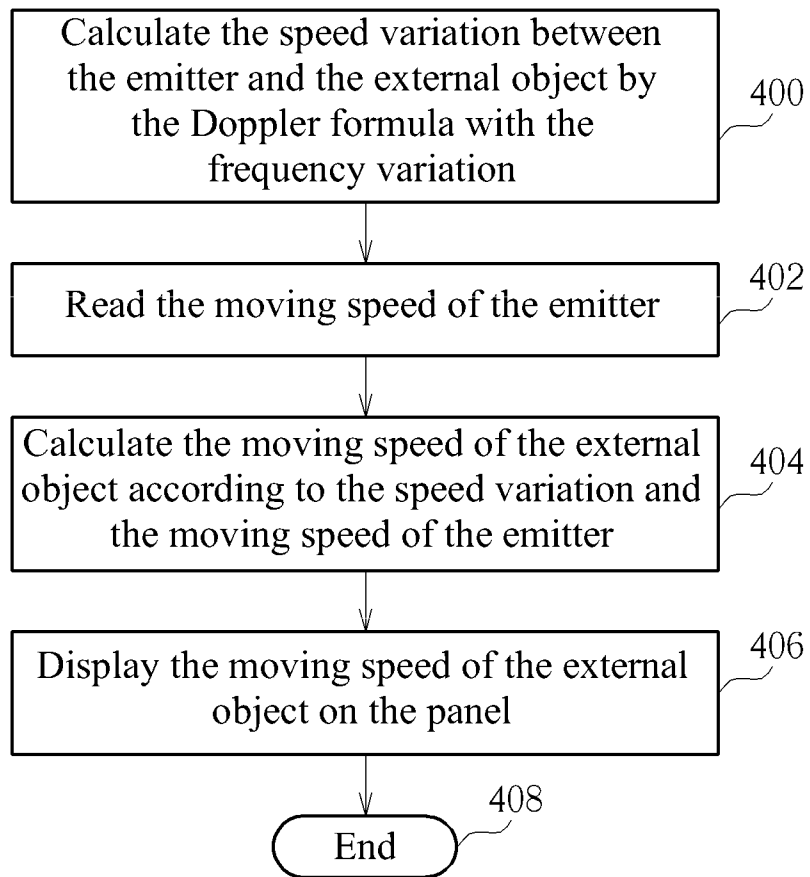 Calculate the speed variation between
the emitter and the external object by
the Doppler formula with the
frequency variation
400
Read the moving speed of the emitter
402
Calculate the moving speed of the external
object according to the speed variation and
the moving speed of the emitter
404
Display the moving speed of the external
object on the panel
406
End
408